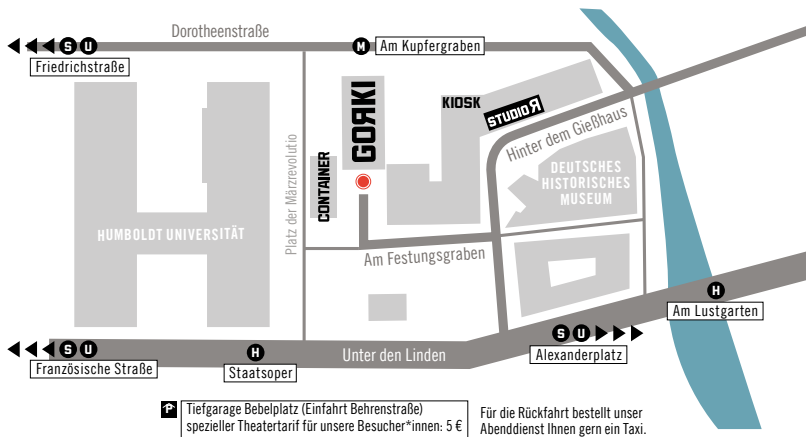 Dorotheenstraße
S U
Friedrichstraße
M
Am Kupfergraben
GOЯKI
KIOSK
STUDIO Я
CONTAINER
Hinter dem Gießhaus
DEUTSCHES
HISTORISCHES
MUSEUM
Platz der Märzrevolutio
HUMBOLDT UNIVERSITÄT
Am Festungsgraben
H
Am Lustgarten
S U
Alexanderplatz
S U
Französische Straße
H
Staatsoper
Unter den Linden
P
Tiefgarage Bebelplatz (Einfahrt Behrenstraße)
spezieller Theatertarif für unsere Besucher*innen: 5 €
Für die Rückfahrt bestellt unser
Abenddienst Ihnen gern ein Taxi.